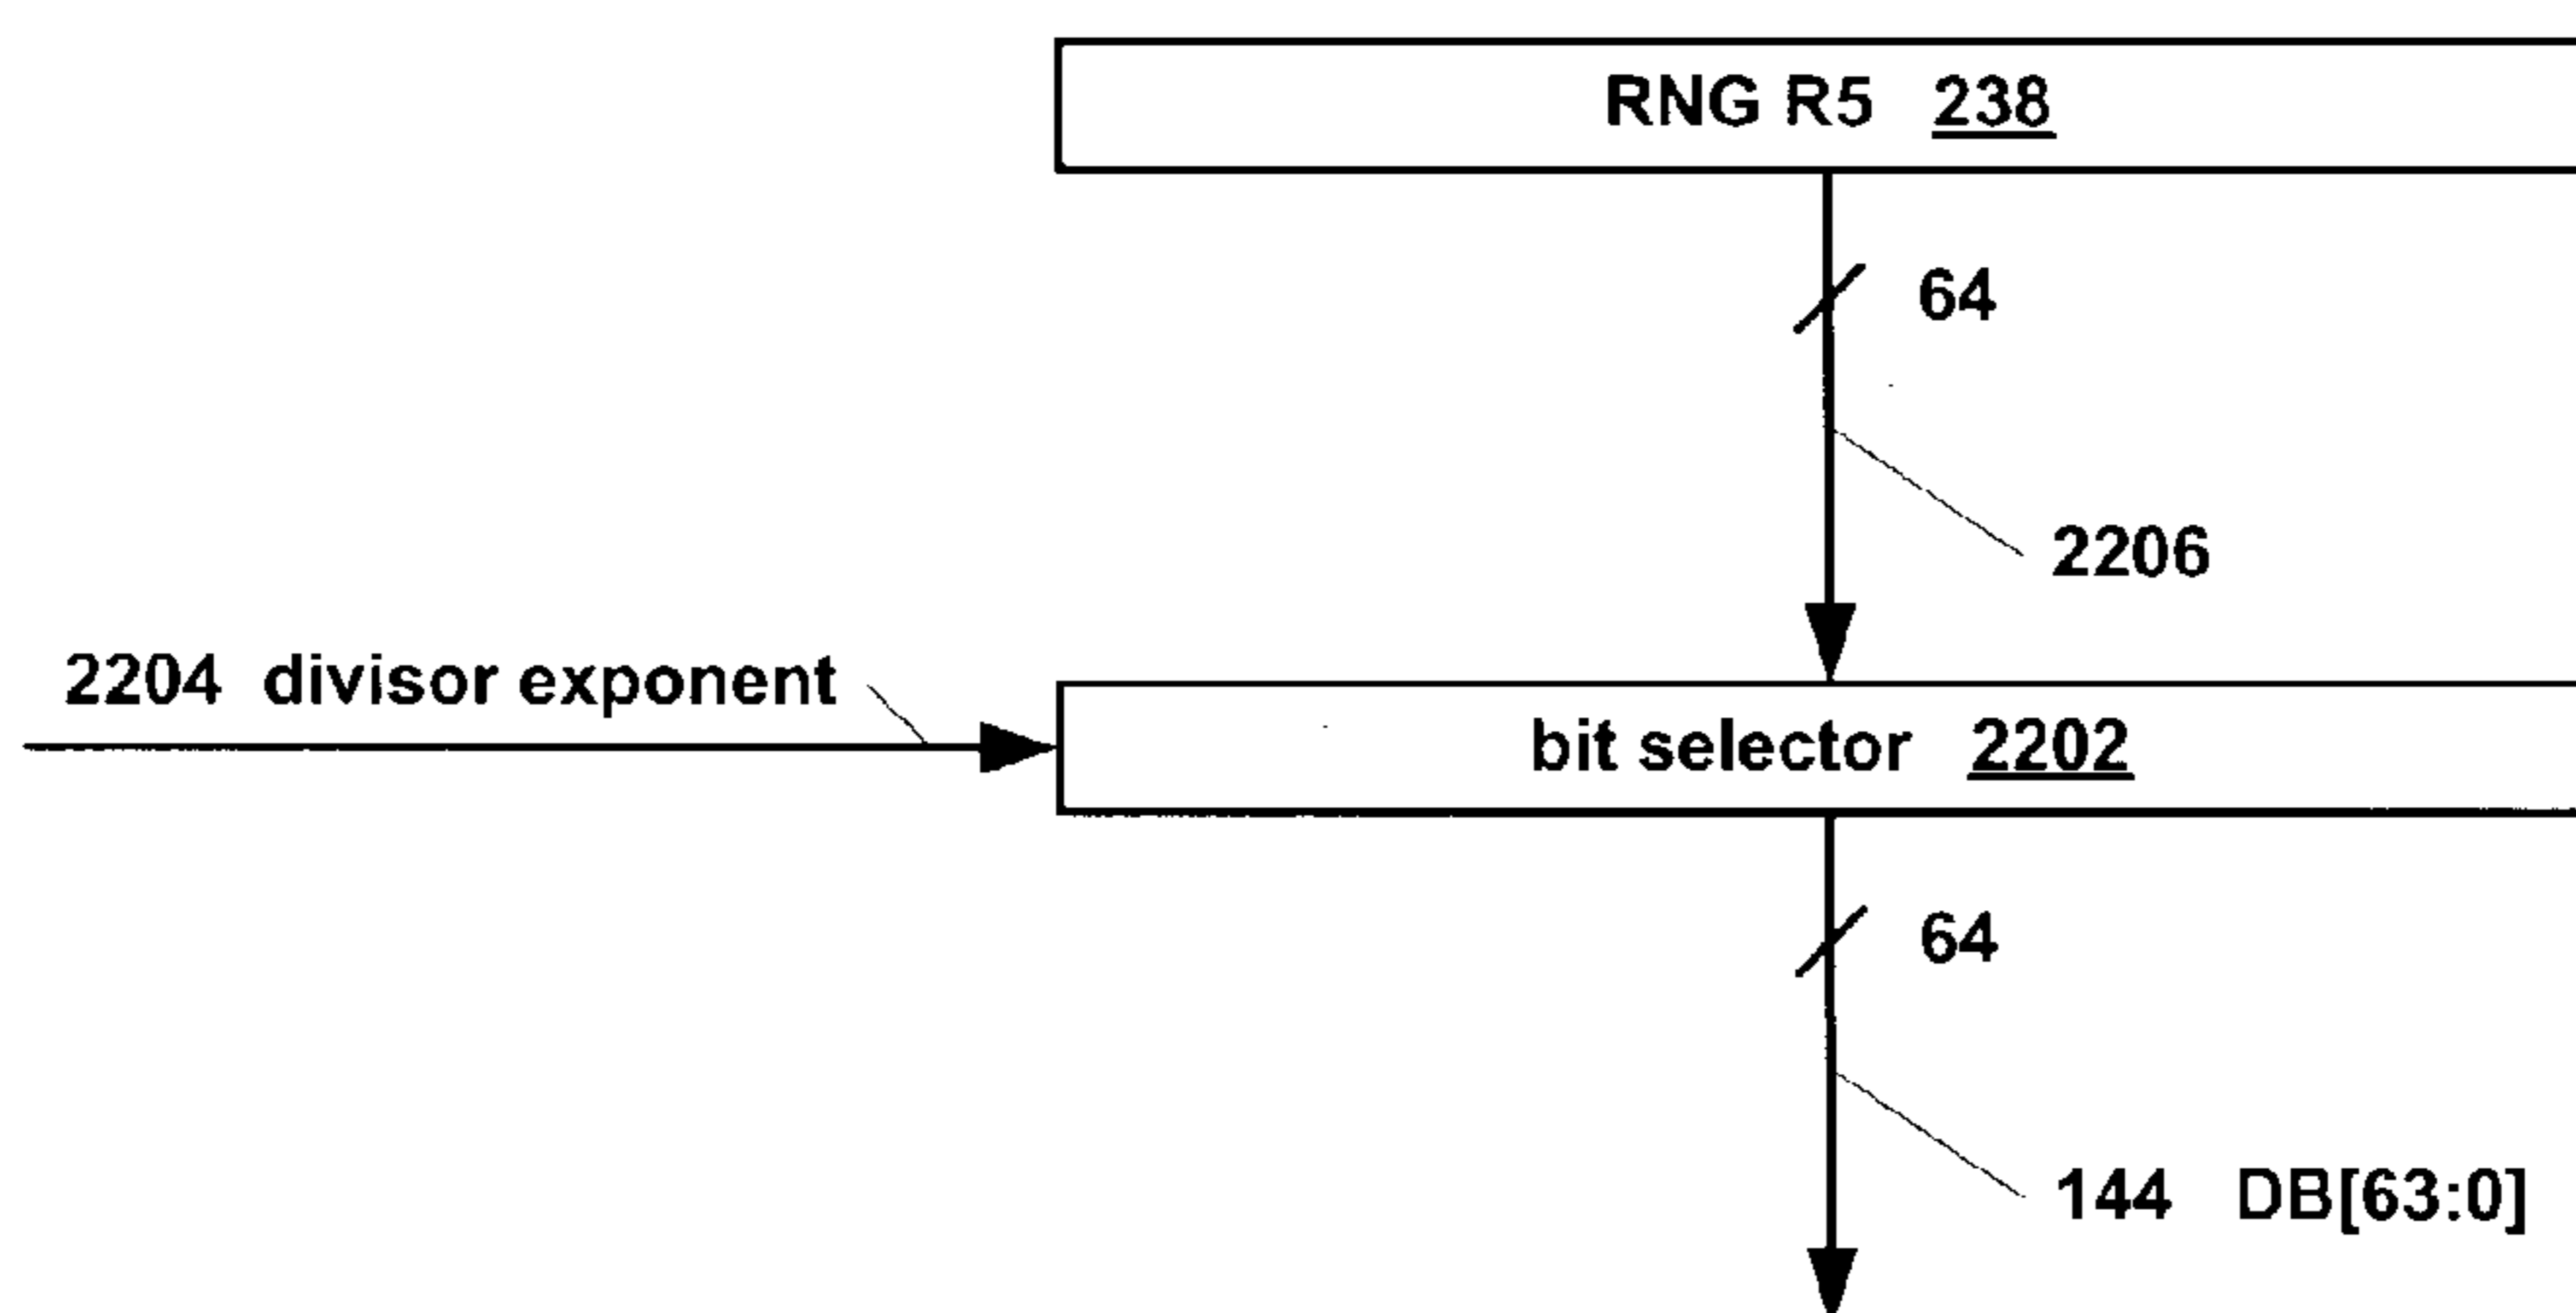 RNG R5 238
64
2206
2204 divisor exponent
bit selector 2202
64
144 DB[63:0]